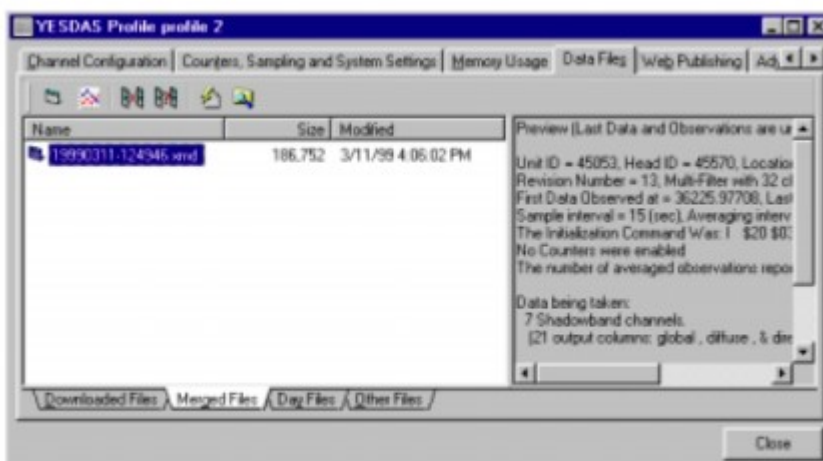 YESDAS Profile profile 2
Channel Configuration Counters, Sampling and System Settings Memory Usage Data Files Web Publishing Adv
Name Size Modified
19990311-124946.xmd 186,752 3/11/99 4:06:02 PM
Preview (Last Data and Observations are
Unit ID = 45053, Head ID = 45570, Locatio
Revision Number = 13, Multi-Filter with 32 c
First Data Observed at = 36225.97708, Last
Sample interval = 15 (sec), Averaging interv
The Initialization Command Was: I $20
No Counters were enabled
The number of averaged observations repo
Data being taken:
7 Shadowband channels.
(21 output columns: global , diffuse , & dire
Downloaded Files Merged Files Day Files Other Files
Close